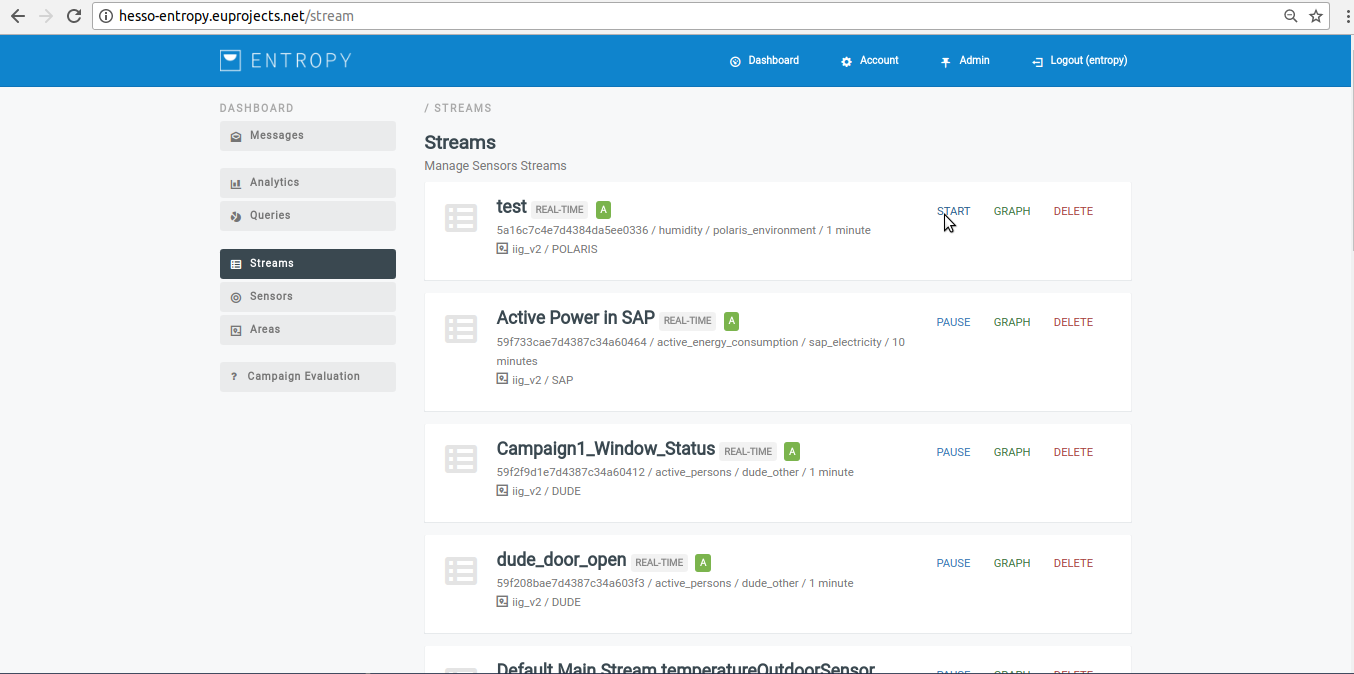 hesso-entropy.euprojects.net/stream
ENTROPY
Dashboard
Account
Admin
Logout (entropy)
DASHBOARD
Messages
Analytics
Queries
Streams
Sensors
Areas
? Campaign Evaluation
/ STREAMS
Streams
Manage Sensors Streams
test REAL-TIME A
START GRAPH DELETE
5a16c7c4e7d4384da5ee0336 / humidity / polaris_environment / 1 minute
iig_v2 / POLARIS
Active Power in SAP REAL-TIME A
PAUSE GRAPH DELETE
59f733cae7d4387c34a60464 / active_energy_consumption / sap_electricity / 10
minutes
iig_v2 / SAP
Campaign1_Window_Status REAL-TIME A
PAUSE GRAPH DELETE
59f2f9d1e7d4387c34a60412 / active_persons / dude_other / 1 minute
iig_v2 / DUDE
dude_door_open REAL-TIME A
PAUSE GRAPH DELETE
59f208bae7d4387c34a603f3 / active_persons / dude_other / 1 minute
iig_v2 / DUDE
Default Main Stream temperatureOutdoorSensor
PAUSE GRAPH DELETE